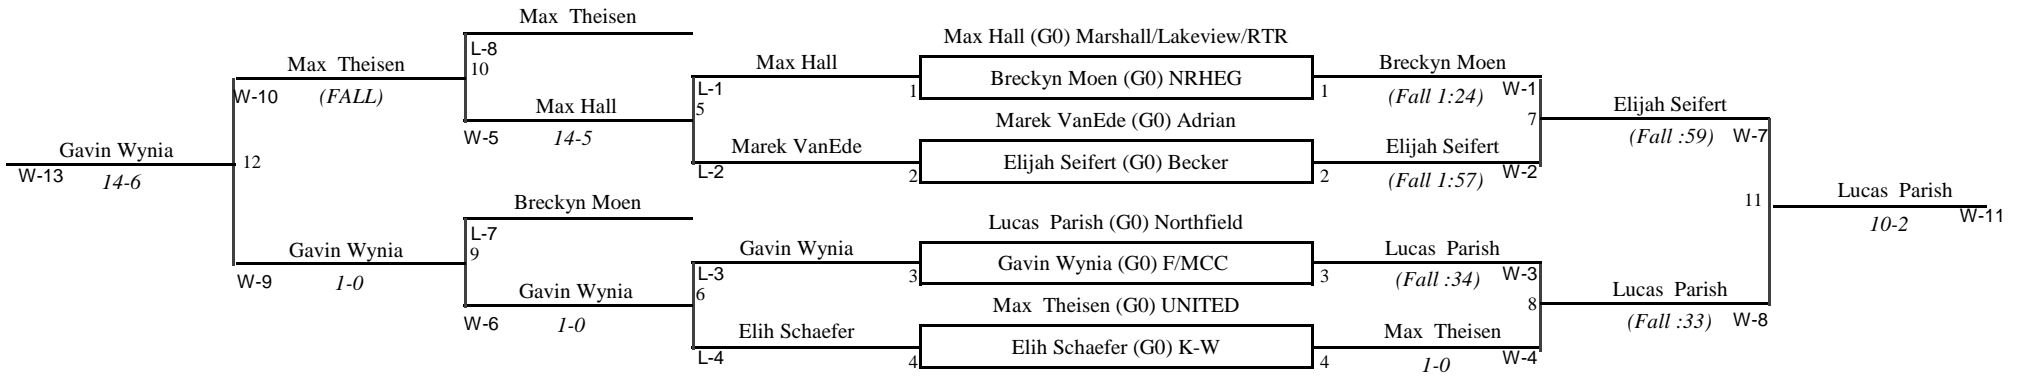 Max Theisen
L-8
10
Max Theisen
(FALL)
W-10
Max Hall
14-5
W-5
Gavin Wynia
14-6
W-13
12
Breckyn Moen
L-7
9
Gavin Wynia
1-0
W-9
Gavin Wynia
1-0
W-6
Max Hall
L-1
5
1
Marek VanEde
L-2
2
Gavin Wynia
L-3
6
3
Elih Schaefer
L-4
4
Max Hall (G0) Marshall/Lakeview/RTR
Breckyn Moen (G0) NRHEG
Marek VanEde (G0) Adrian
Elijah Seifert (G0) Becker
Lucas Parish (G0) Northfield
Gavin Wynia (G0) F/MCC
Max Theisen (G0) UNITED
Elih Schaefer (G0) K-W
Breckyn Moen
1
(Fall 1:24)
W-1
7
Elijah Seifert
2
(Fall 1:57)
W-2
Lucas Parish
3
(Fall :34)
W-3
8
Max Theisen
4
1-0
W-4
Elijah Seifert
(Fall :59)
W-7
11
Lucas Parish
(Fall :33)
W-8
Lucas Parish
10-2
W-11